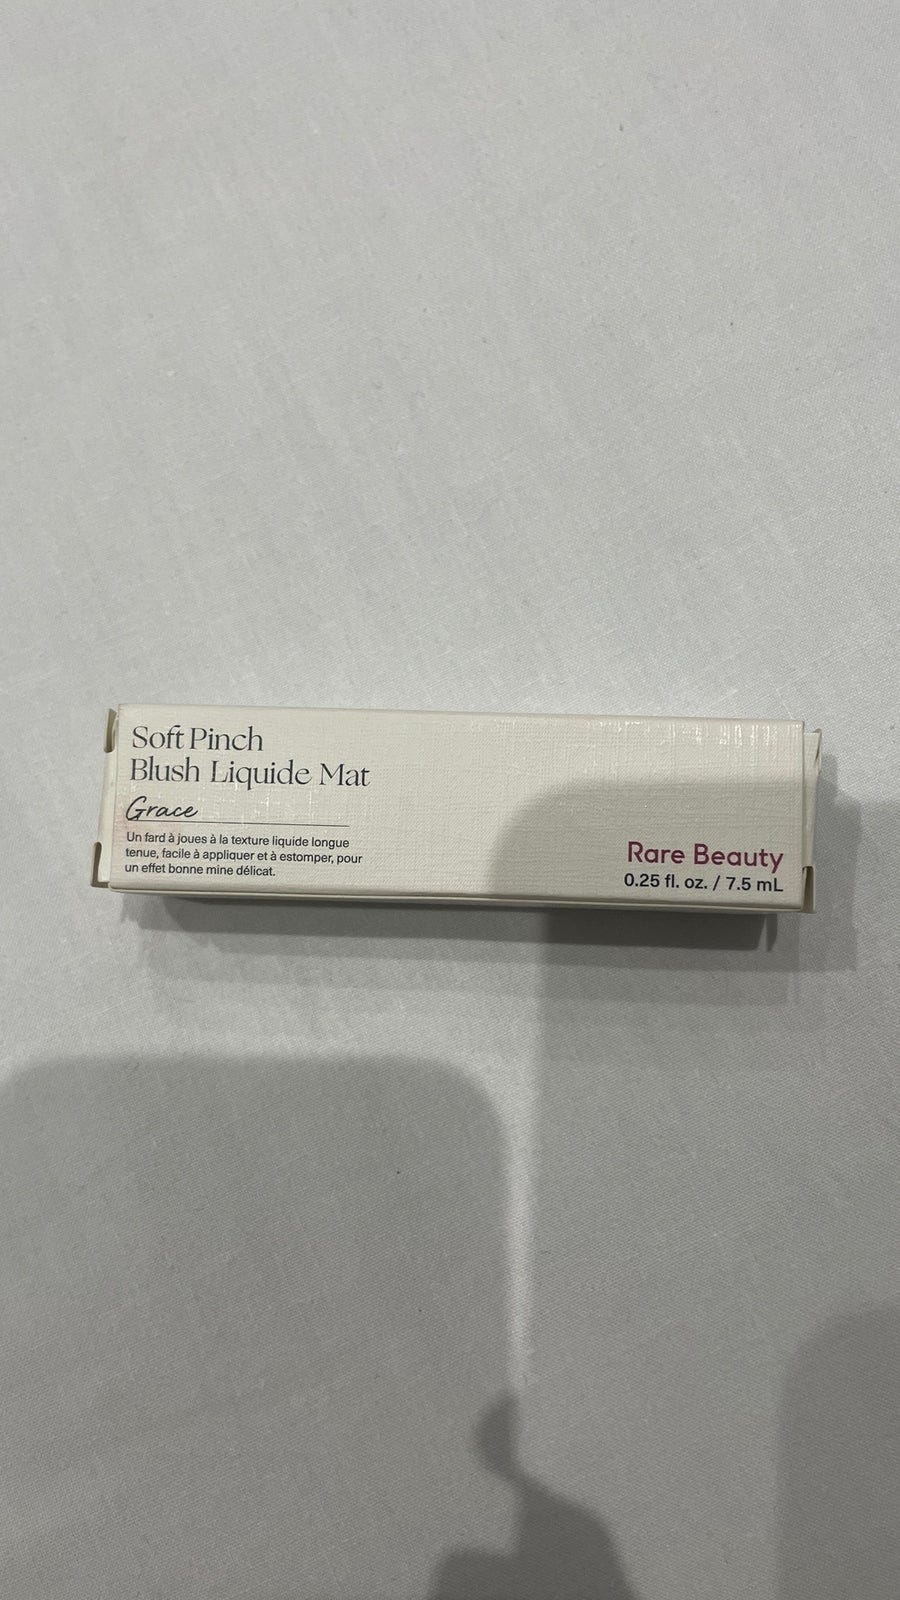 Soft Pinch
Blush Liquide Mat
Grace
Un fard à joues à la texture liquide longue
tenue, facile à appliquer et à estomper, pour
un effet bonne mine délicat.
Rare Beauty
0.25 fl. oz. / 7.5 mL